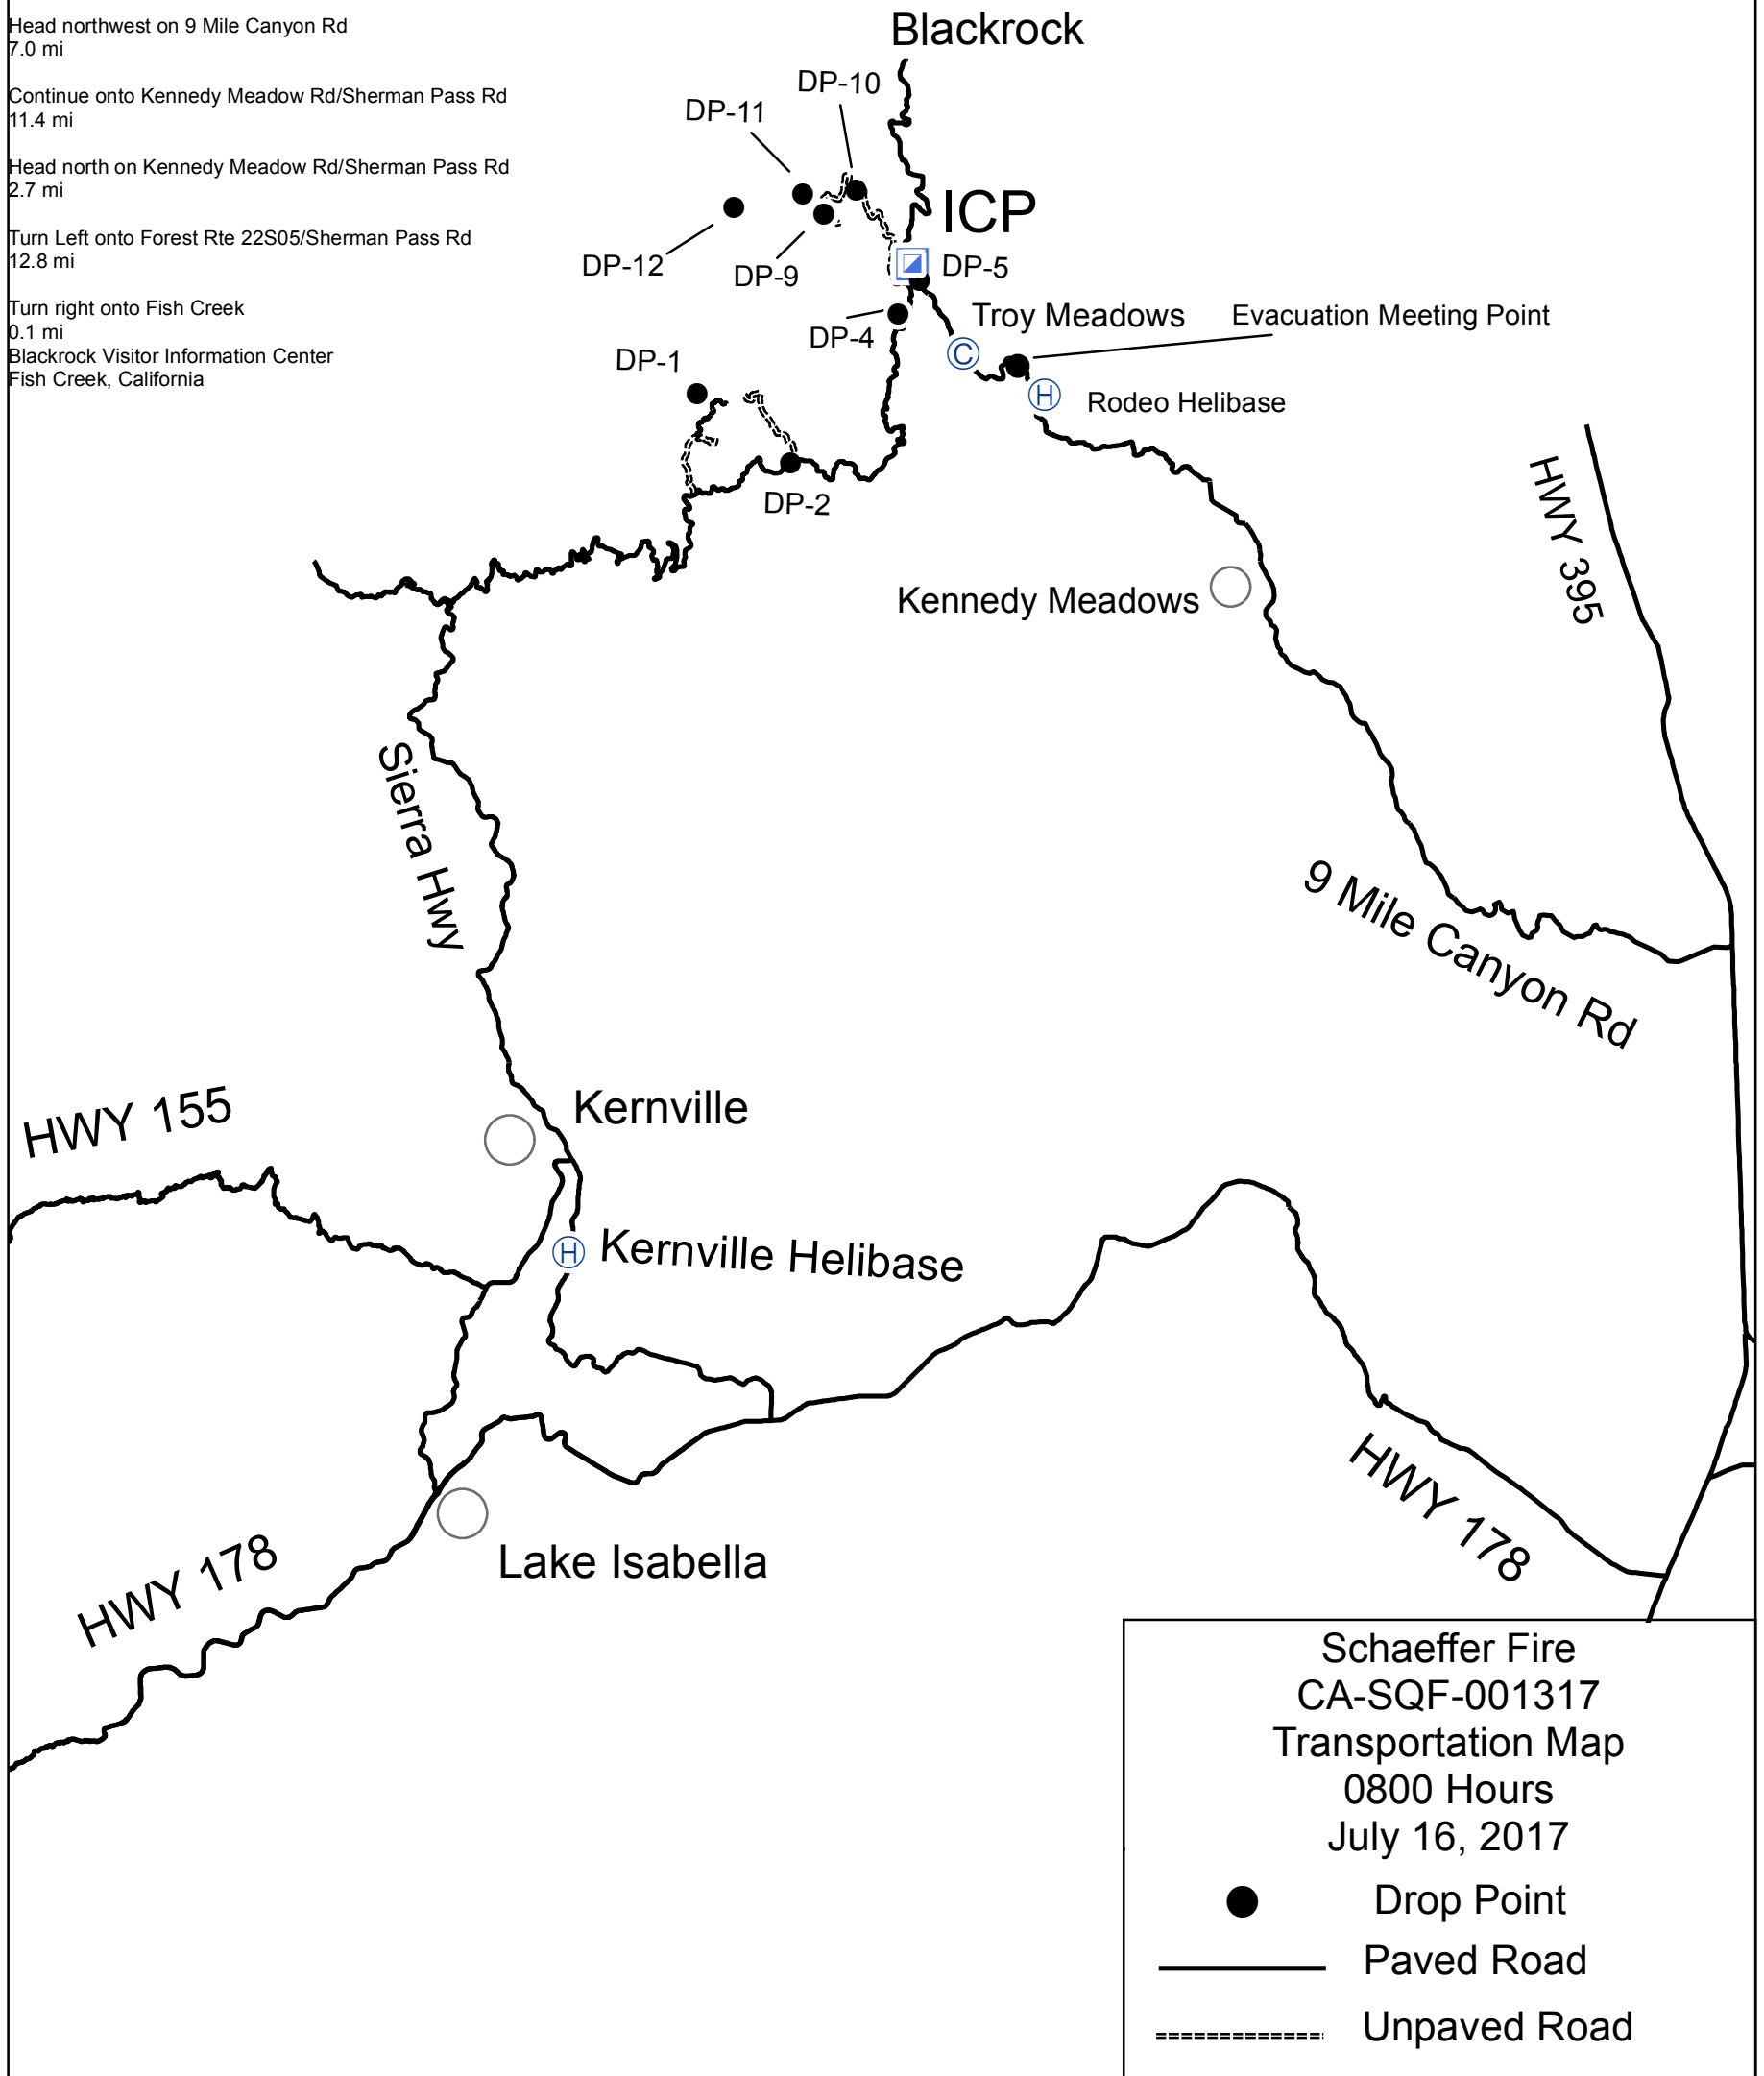 Head northwest on 9 Mile Canyon Rd
7.0 mi
Continue onto Kennedy Meadow Rd/Sherman Pass Rd
11.4 mi
Head north on Kennedy Meadow Rd/Sherman Pass Rd
2.7 mi
Turn Left onto Forest Rte 22S05/Sherman Pass Rd
12.8 mi
Turn right onto Fish Creek
0.1 mi
Blackrock Visitor Information Center
Fish Creek, California
Blackrock
DP-10
DP-11
ICP
DP-12
DP-9
DP-5
Troy Meadows
Evacuation Meeting Point
DP-4
DP-1
C
H
Rodeo Helibase
DP-2
HWY 395
Kennedy Meadows
Sierra Hwy
9 Mile Canyon Rd
HWY 155
Kernville
H
Kernville Helibase
HWY 178
Lake Isabella
HWY 178
Schaeffer Fire
CA-SQF-001317
Transportation Map
0800 Hours
July 16, 2017
Drop Point
Paved Road
Unpaved Road